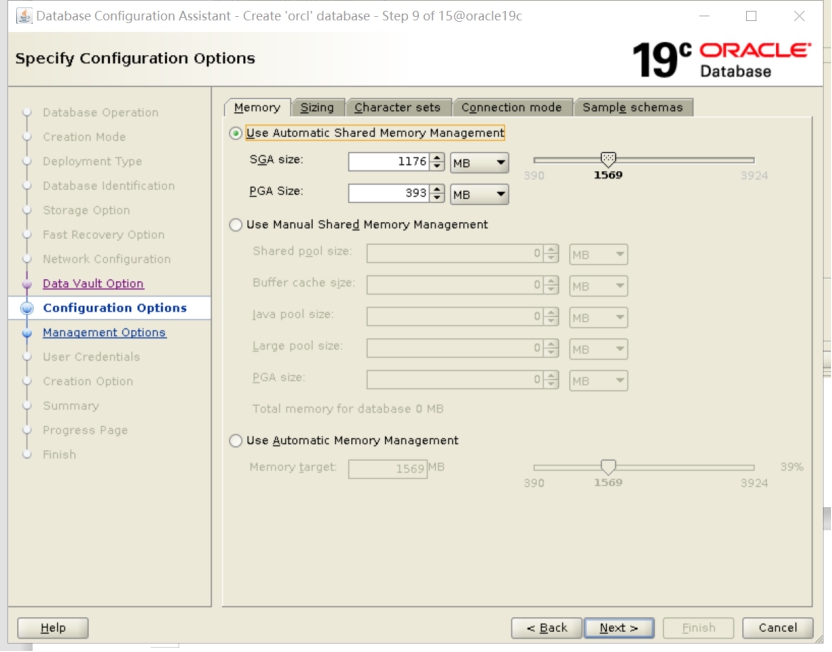 Database Configuration Assistant - Create 'orcl' database - Step 9 of 15@oracle19c
Specify Configuration Options
19c ORACLE
Database
Database Operation
Creation Mode
Deployment Type
Database Identification
Storage Option
Fast Recovery Option
Network Configuration
Data Vault Option
Configuration Options
Management Options
User Credentials
Creation Option
Summary
Progress Page
Finish
Memory Sizing Character sets Connection mode Sample schemas
Use Automatic Shared Memory Management
SGA size: 1176 MB
390 1569 3924
PGA Size: 393 MB
Use Manual Shared Memory Management
Shared pool size: 0 MB
Buffer cache size: 0 MB
Java pool size: 0 MB
Large pool size: 0 MB
PGA size: 0 MB
Total memory for database 0 MB
Use Automatic Memory Management
Memory target: 1569 MB 39%
390 1569 3924
Help < Back Next > Finish Cancel